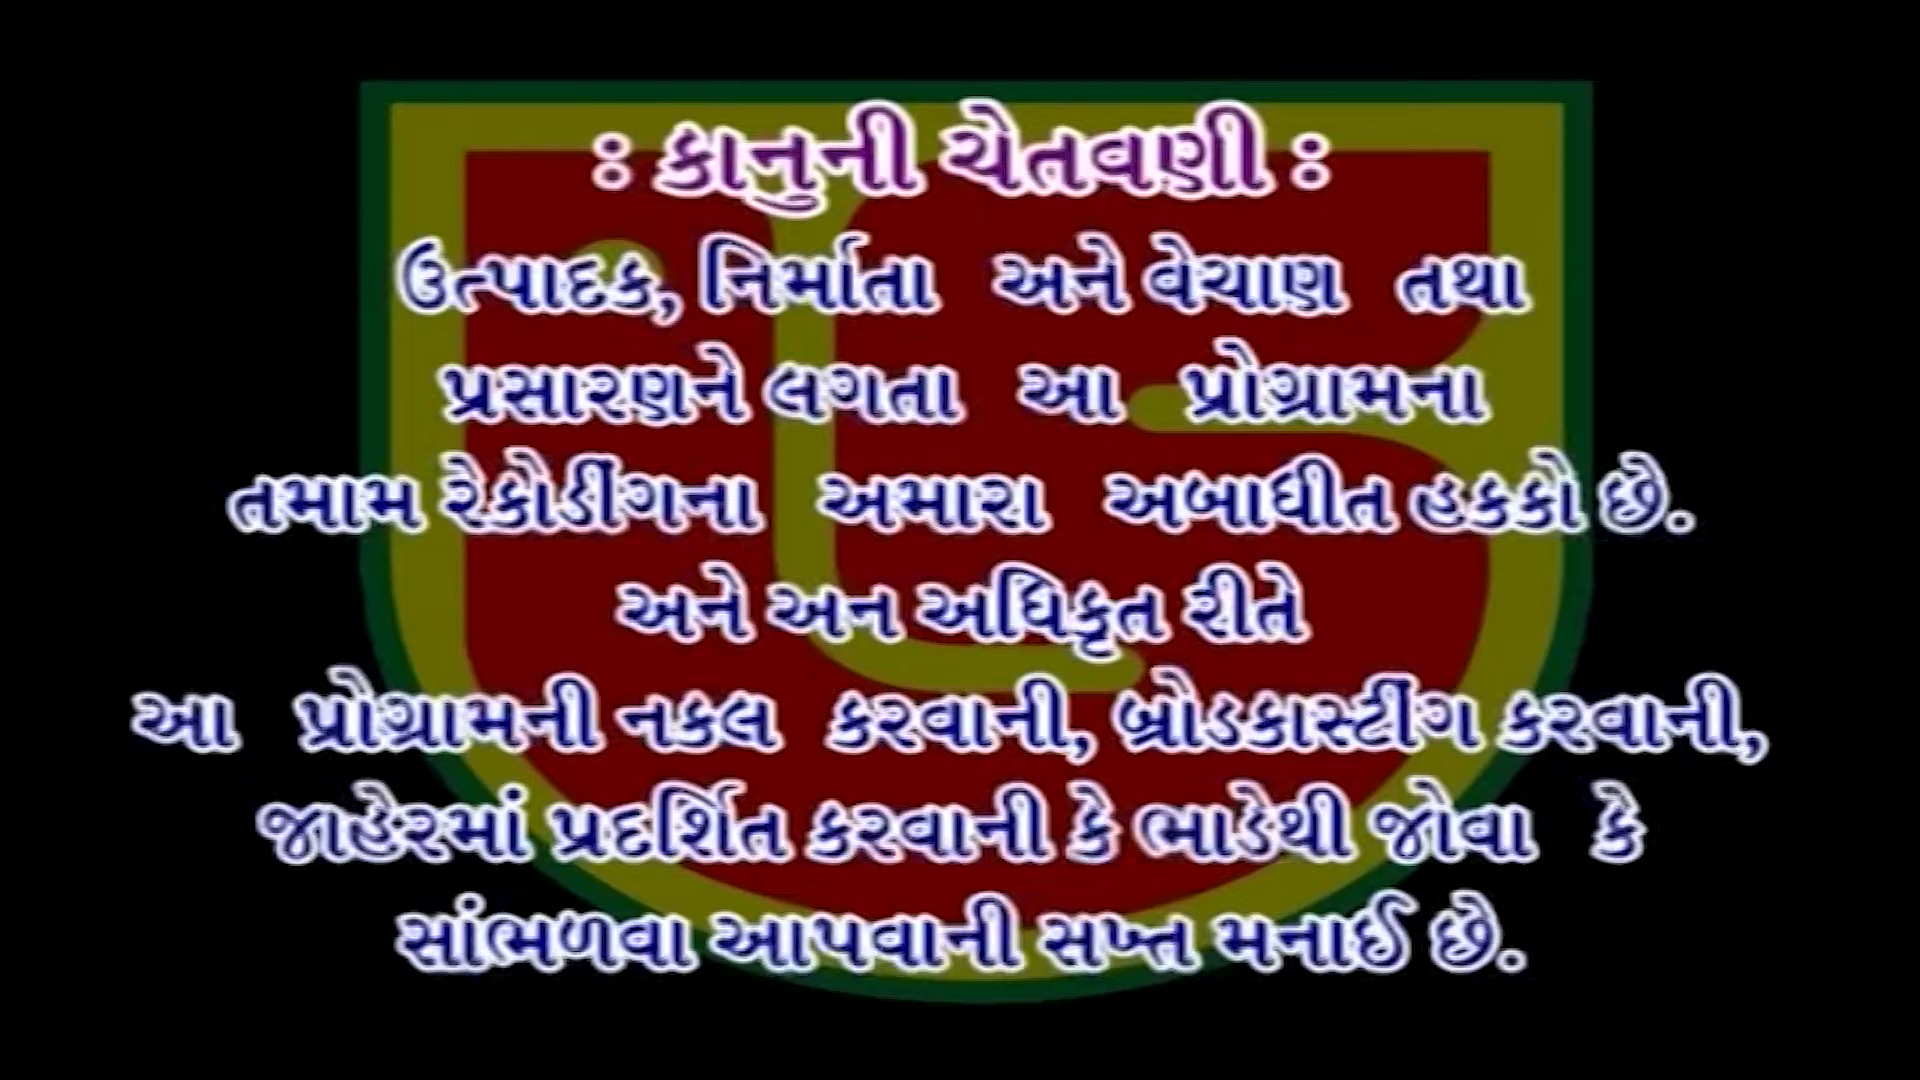 : કાનુની ચેતવણી :
ઉત્પાદક, નિર્માતા અને વેચાણ તથા
પ્રસારણને લગતા આ પ્રોગ્રામના
તમામ રેકોર્ડીંગના અમારા અબાધીત હકકો છે.
અને અન અધિકૃત રીતે
આ પ્રોગ્રામની નકલ કરવાની, બ્રોડકાસ્ટીંગ કરવાની,
જાહેરમાં પ્રદર્શિત કરવાની કે ભાડેથી જોવા કે
સાંભળવા આપવાની સખ્ત મનાઈ છે.